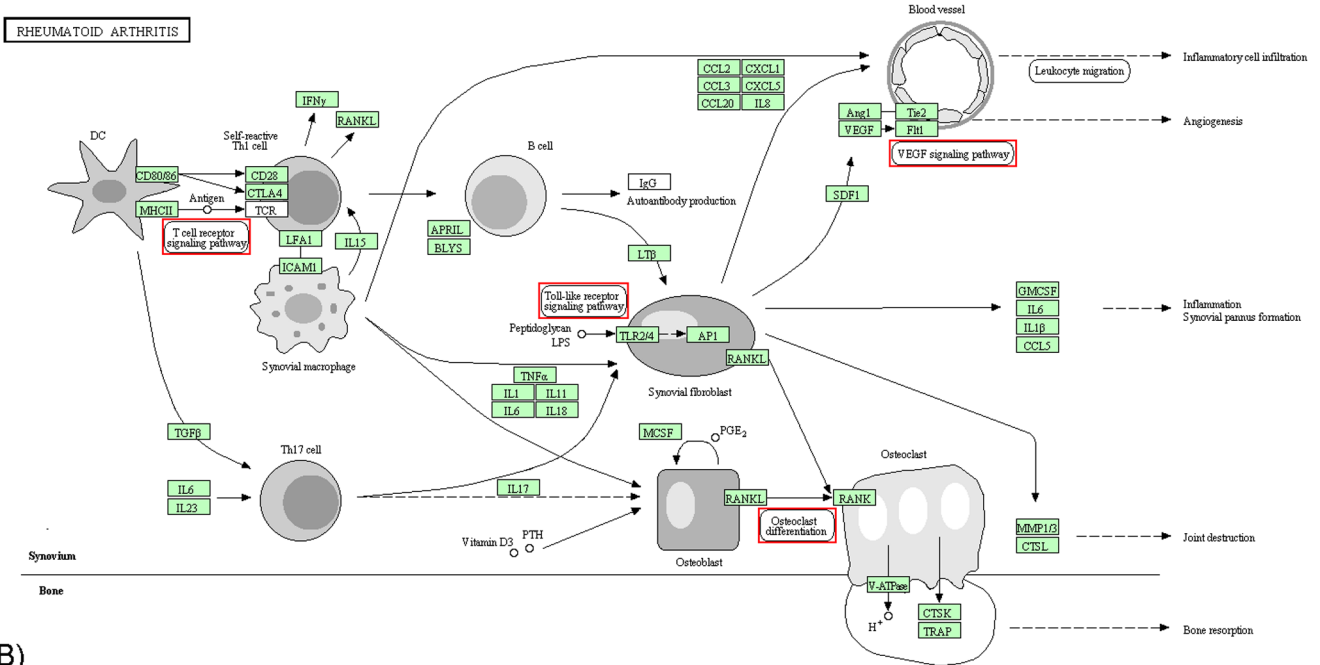 RHEUMATOID ARTHRITIS
Blood vessel
Inflammatory cell infiltration
Leukocyte migration
CCL2 CXCL1
CCL3 CXCL5
CCL20 IL8
Ang1 Tie2
VEGF Flt1
Angiogenesis
VEGF signaling pathway
IFNγ
RANKL
DC
Self-reactive
Th1 cell
B cell
CD80/86
CD28
CTLA4
Antigen
MHCII
TCR
T cell receptor
signaling pathway
LFA1
IL15
ICAM1
Synovial macrophage
IgG
Autoantibody production
APRIL
BLYS
LTβ
SDF1
Toll-like receptor
signaling pathway
Peptidoglycan
LPS
TLR2/4
AP1
RANKL
Synovial fibroblast
GMCSF
IL6
IL1β
CCL5
Inflammation
Synovial pannus formation
TNFα
IL1 IL11
IL6 IL18
TGFβ
Th17 cell
IL6
IL23
IL17
MCSF
PGE2
Osteoclast
RANKL
RANK
Osteoclast
differentiation
Vitamin D3
PTH
Osteoblast
MMP1/3
CTSL
Joint destruction
Synovium
Bone
V-ATPase
H+
CTSK
TRAP
Bone resorption
B)